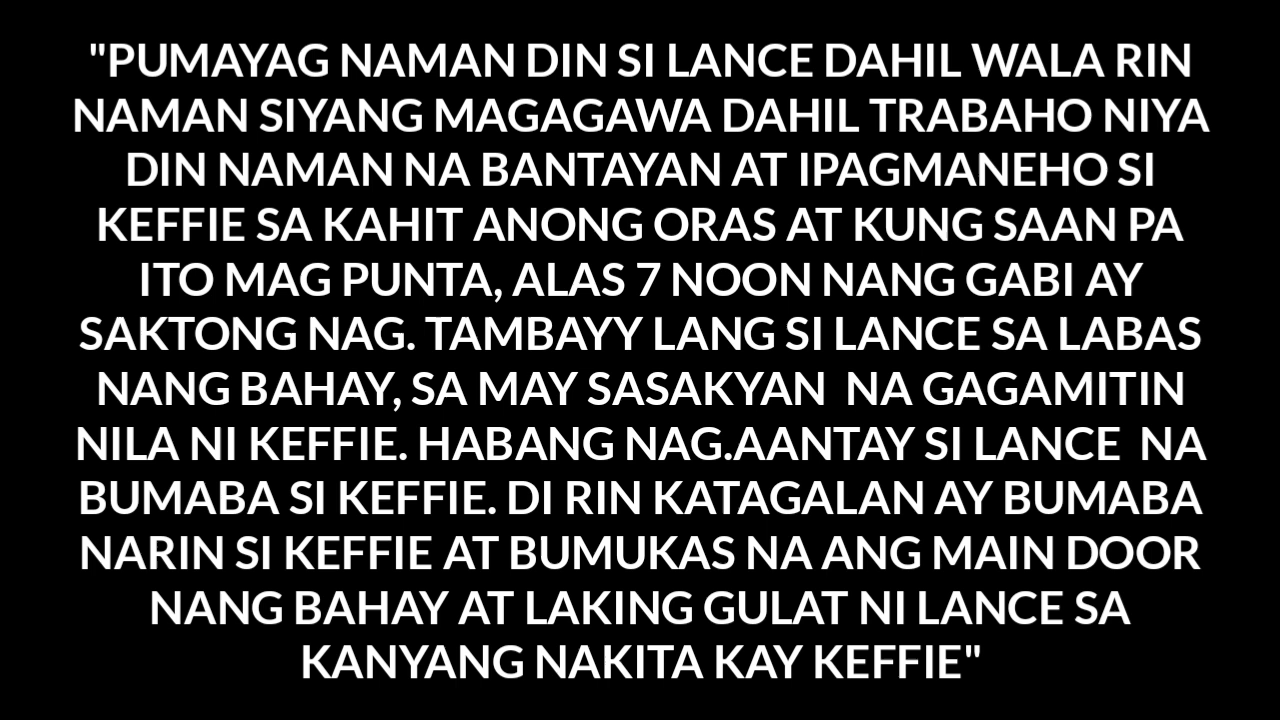 "PUMAYAG NAMAN DIN SI LANCE DAHIL WALA RIN
NAMAN SIYANG MAGAGAWA DAHIL TRABAHO NIYA
DIN NAMAN NA BANTAYAN AT IPAGMANEHO SI
KEFFIE SA KAHIT ANONG ORAS AT KUNG SAAN PA
ITO MAG PUNTA, ALAS 7 NOON NANG GABI AY
SAKTONG NAG. TAMBAYY LANG SI LANCE SA LABAS
NANG BAHAY, SA MAY SASAKYAN  NA GAGAMITIN
NILA NI KEFFIE. HABANG NAG.AANTAY SI LANCE  NA
BUMABA SI KEFFIE. DI RIN KATAGALAN AY BUMABA
NARIN SI KEFFIE AT BUMUKAS NA ANG MAIN DOOR
NANG BAHAY AT LAKING GULAT NI LANCE SA
KANYANG NAKITA KAY KEFFIE"